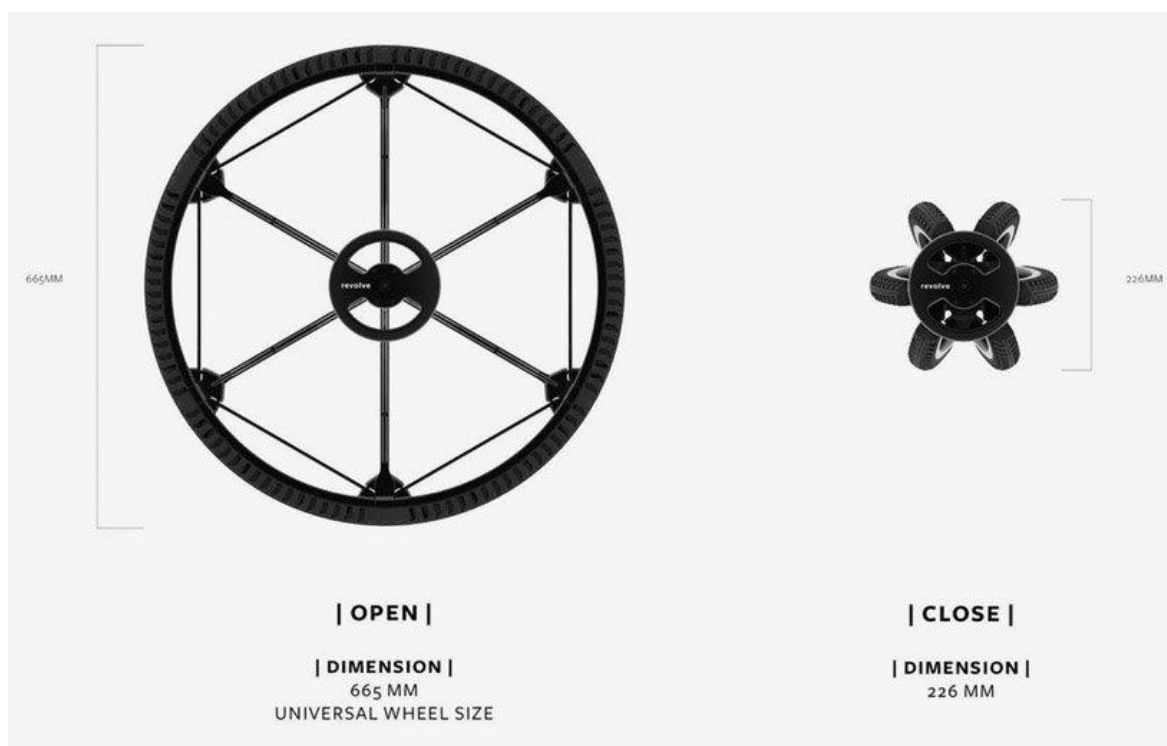 665MM
revolve
revolve
226MM
| OPEN |
| DIMENSION |
665 MM
UNIVERSAL WHEEL SIZE
| CLOSE |
| DIMENSION |
226 MM